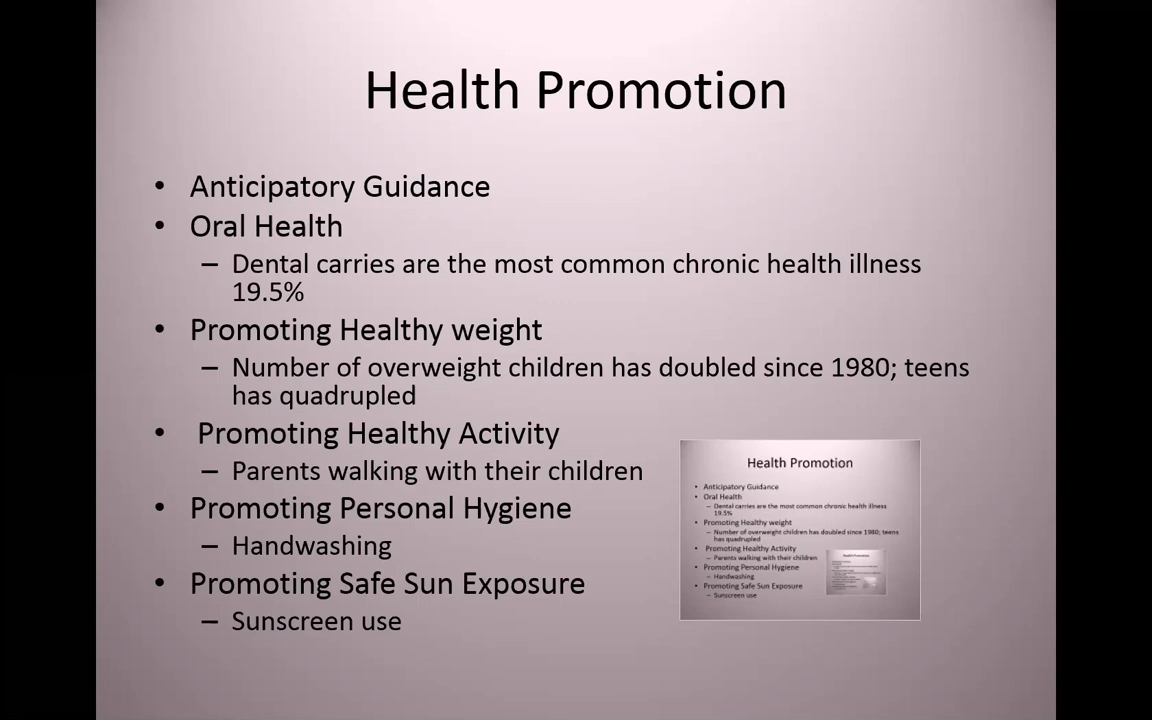 Health Promotion
• Anticipatory Guidance
• Oral Health
– Dental carries are the most common chronic health illness
19.5%
• Promoting Healthy weight
– Number of overweight children has doubled since 1980; teens
has quadrupled
• Promoting Healthy Activity
– Parents walking with their children
• Promoting Personal Hygiene
– Handwashing
• Promoting Safe Sun Exposure
– Sunscreen use
Health Promotion
• Anticipatory Guidance
• Oral Health
– Dental carries are the most common chronic health illness
19.5%
• Promoting Healthy weight
– Number of overweight children has doubled since 1980; teens
has quadrupled
• Promoting Healthy Activity
– Parents walking with their children
• Promoting Personal Hygiene
– Handwashing
• Promoting Safe Sun Exposure
– Sunscreen use
Health Promotion